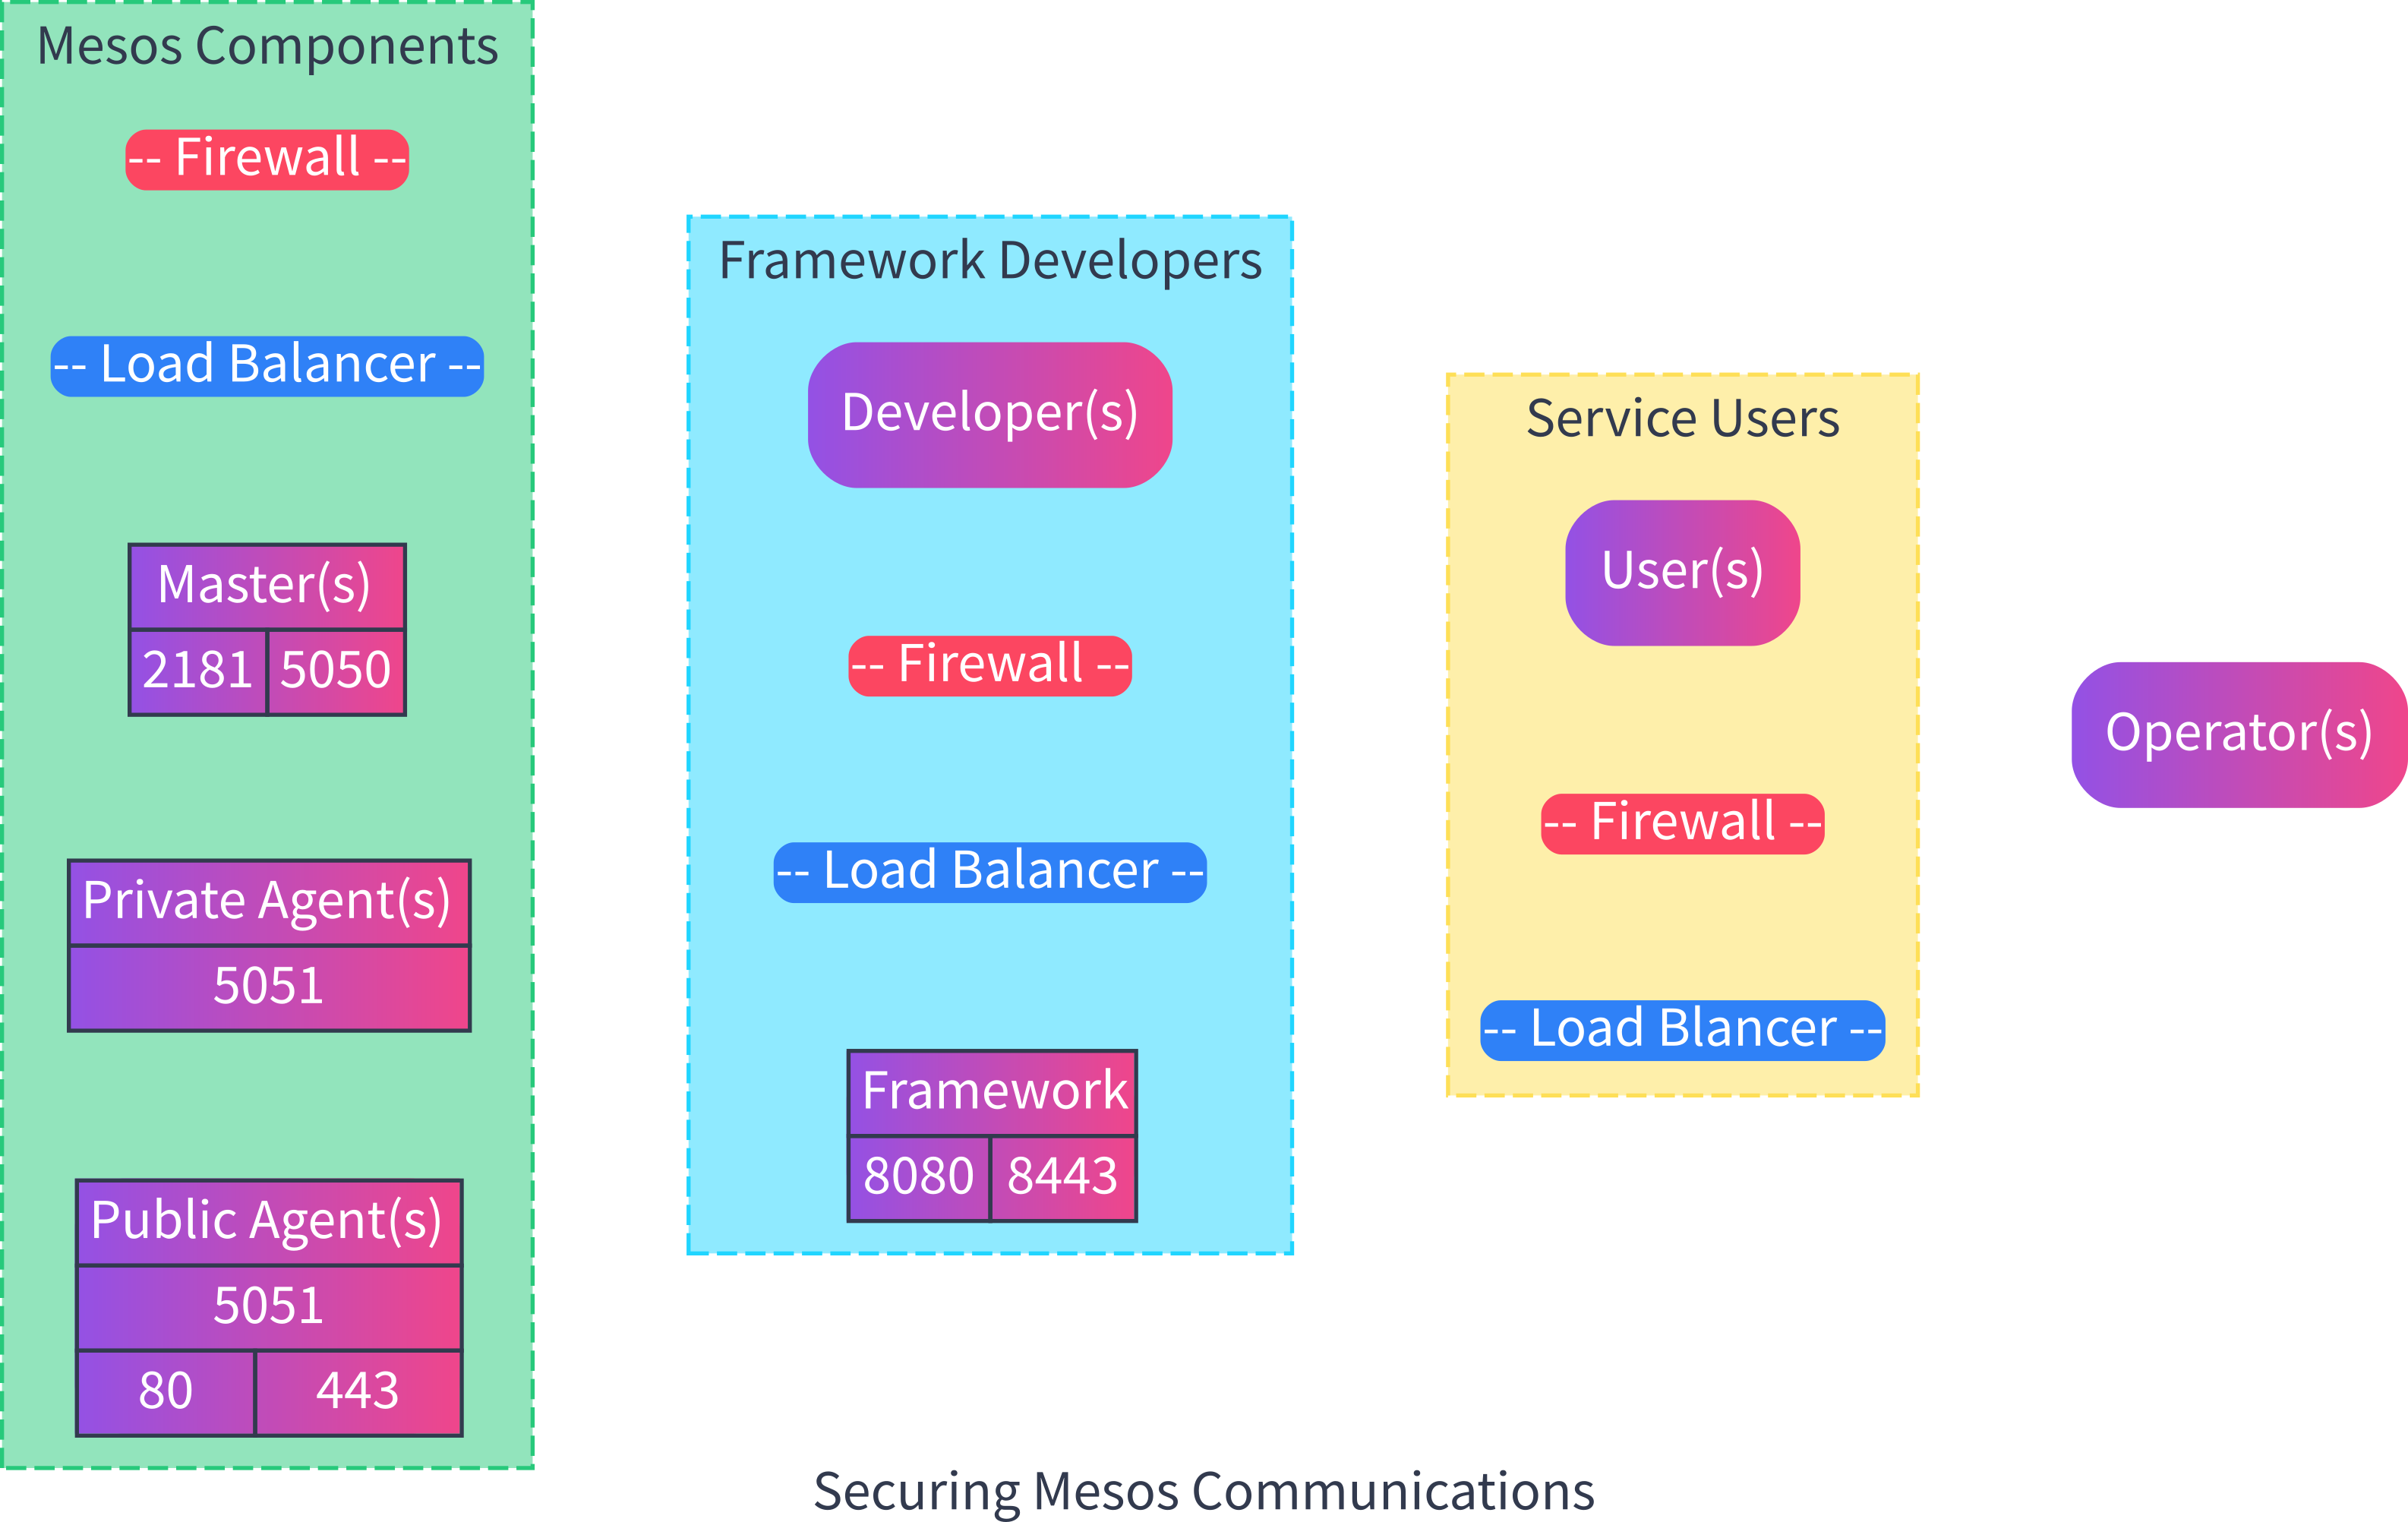 Mesos Components
-- Firewall --
-- Load Balancer --
Master(s)
2181 5050
Private Agent(s)
5051
Public Agent(s)
5051
80 443
Framework Developers
Developer(s)
-- Firewall --
-- Load Balancer --
Framework
8080 8443
Service Users
User(s)
-- Firewall --
-- Load Blancer --
Operator(s)
Securing Mesos Communications